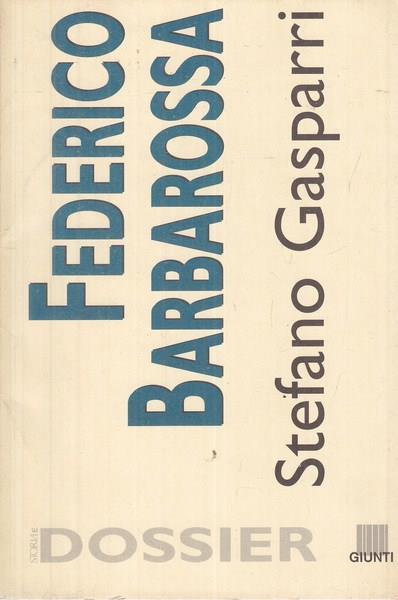 FEDERICO
BARBAROSSA
Stefano Gasparri
STORIA E
DOSSIER
GIUNTI